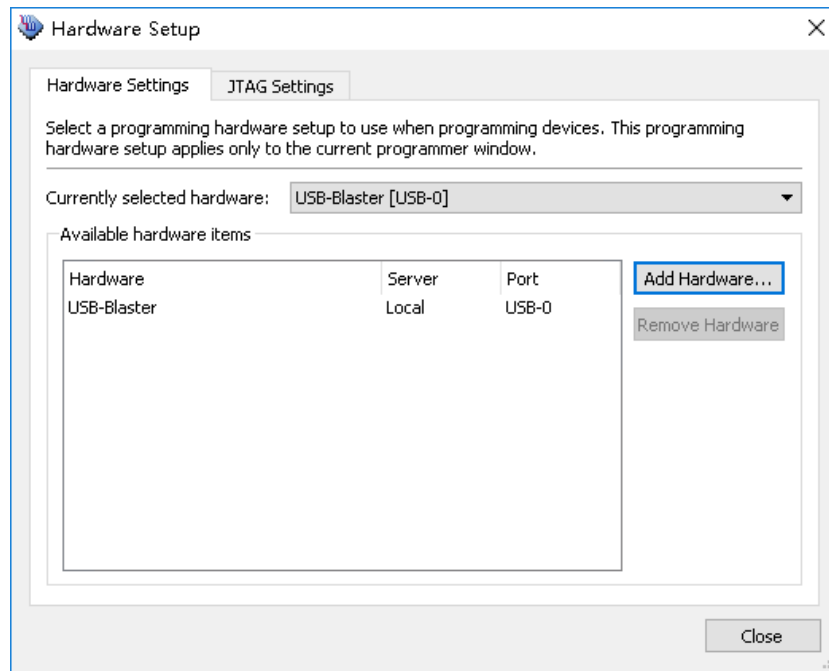 Hardware Setup
Hardware Settings
JTAG Settings
Select a programming hardware setup to use when programming devices. This programming
hardware setup applies only to the current programmer window.
Currently selected hardware:
USB-Blaster [USB-0]
Available hardware items
Hardware Server Port
USB-Blaster Local USB-0
Add Hardware...
Remove Hardware
Close